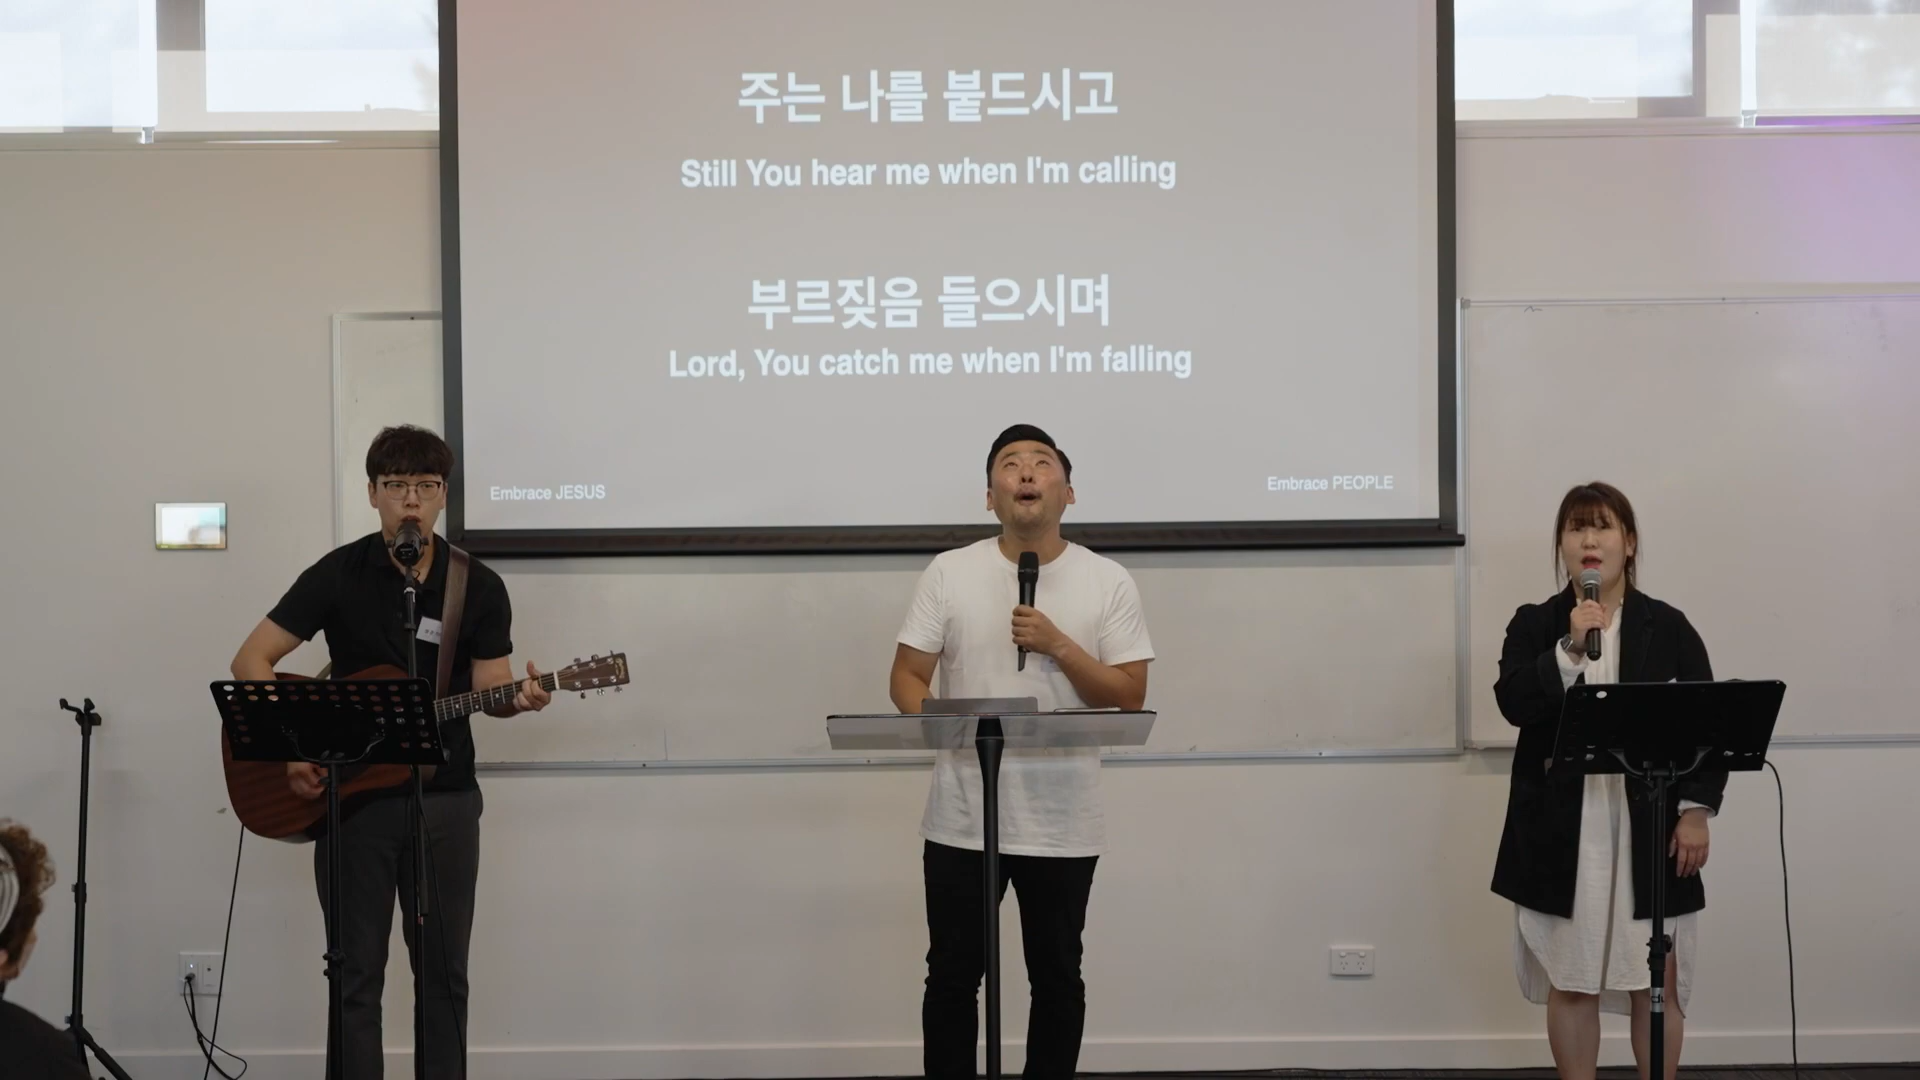 주는 나를 붙드시고
Still You hear me when I'm calling
부르짖음 들으시며
Lord, You catch me when I'm falling
Embrace JESUS
Embrace PEOPLE